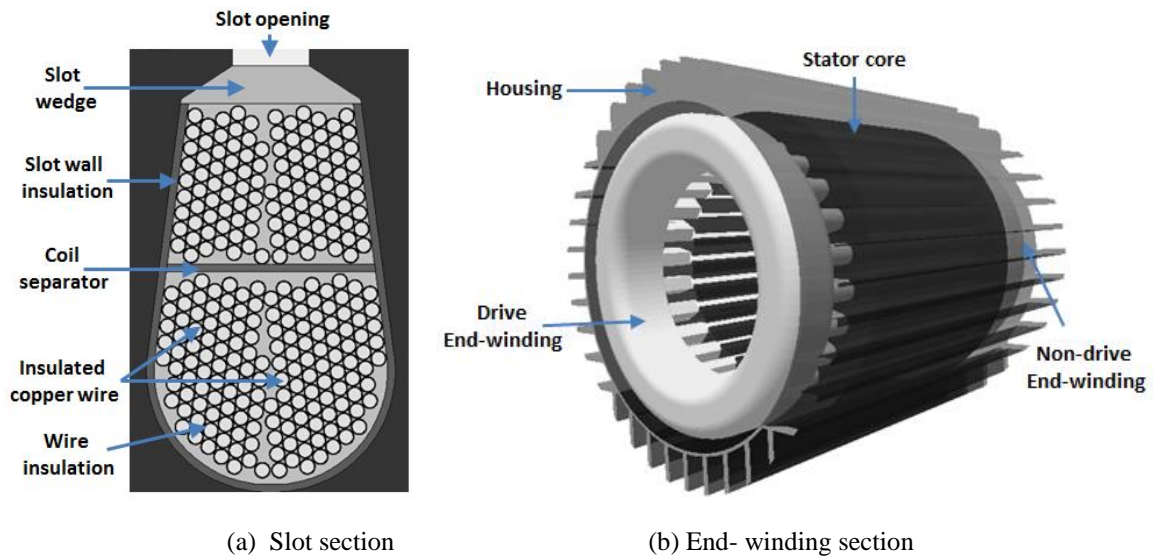 Slot opening
Slot
wedge
Slot wall
insulation
Coil
separator
Insulated
copper wire
Wire
insulation
Stator core
Housing
Drive
End-winding
Non-drive
End-winding
(a) Slot section
(b) End- winding section